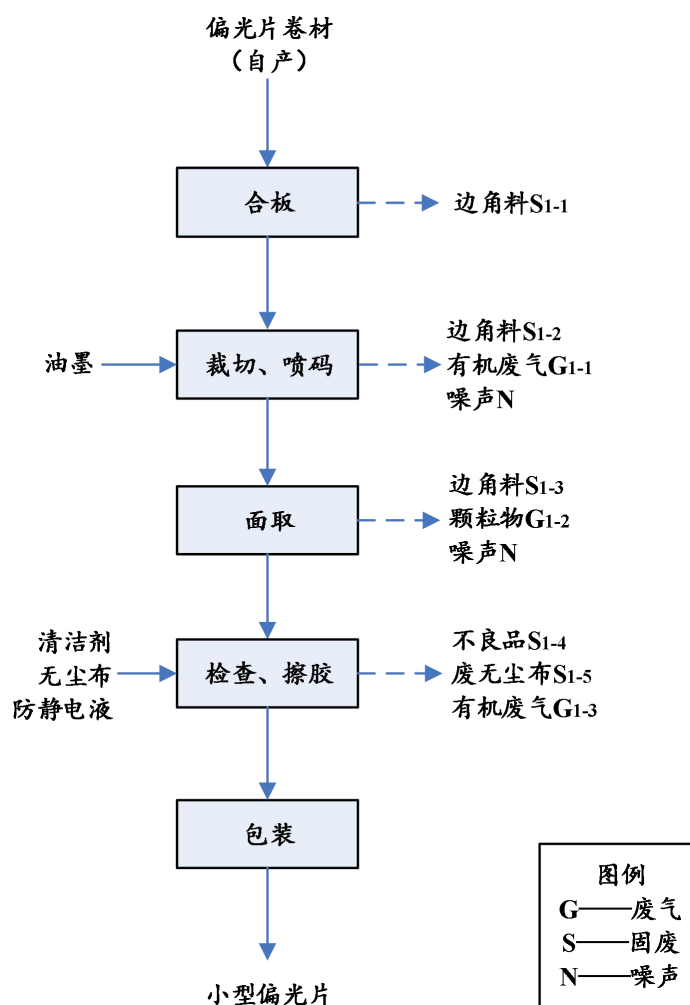 偏光片卷材
（自产）
合板
边角料S1-1
油墨
裁切、喷码
边角料S1-2
有机废气G1-1
噪声N
面取
边角料S1-3
颗粒物G1-2
噪声N
清洁剂
无尘布
防静电液
检查、擦胶
不良品S1-4
废无尘布S1-5
有机废气G1-3
包装
小型偏光片
图例
G——废气
S——固废
N——噪声